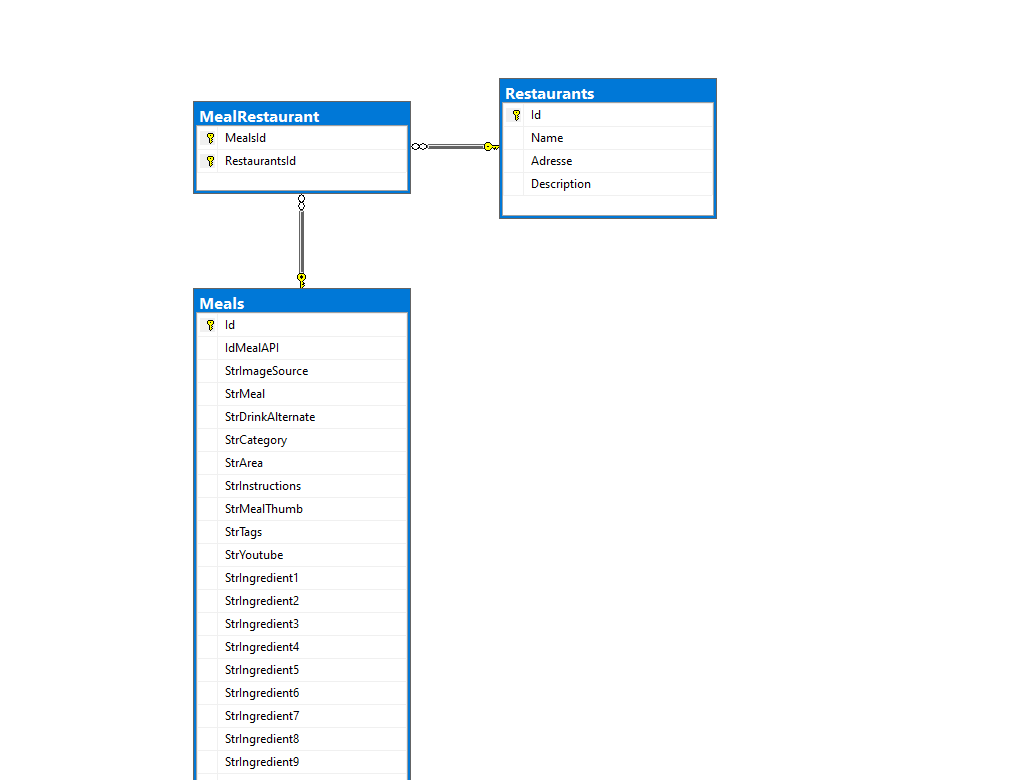 MealRestaurant
MealsId
RestaurantsId
Restaurants
Id
Name
Adresse
Description
Meals
Id
IdMealAPI
StrImageSource
StrMeal
StrDrinkAlternate
StrCategory
StrArea
StrInstructions
StrMealThumb
StrTags
StrYoutube
StrIngredient1
StrIngredient2
StrIngredient3
StrIngredient4
StrIngredient5
StrIngredient6
StrIngredient7
StrIngredient8
StrIngredient9